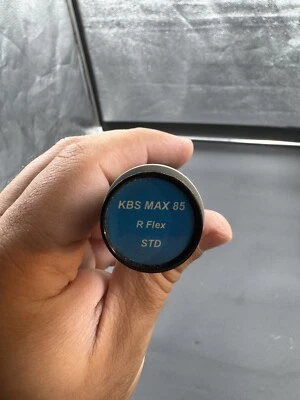 KBS MAX 85
R Flex
STD